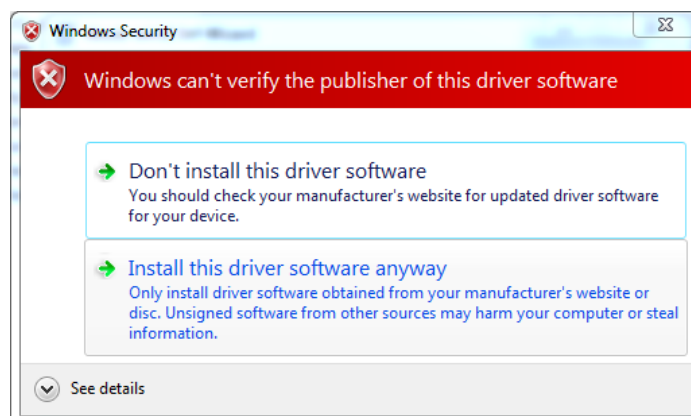 Windows Security
Windows can't verify the publisher of this driver software
Don't install this driver software
You should check your manufacturer's website for updated driver software
for your device.
Install this driver software anyway
Only install driver software obtained from your manufacturer's website or
disc. Unsigned software from other sources may harm your computer or steal
information.
See details